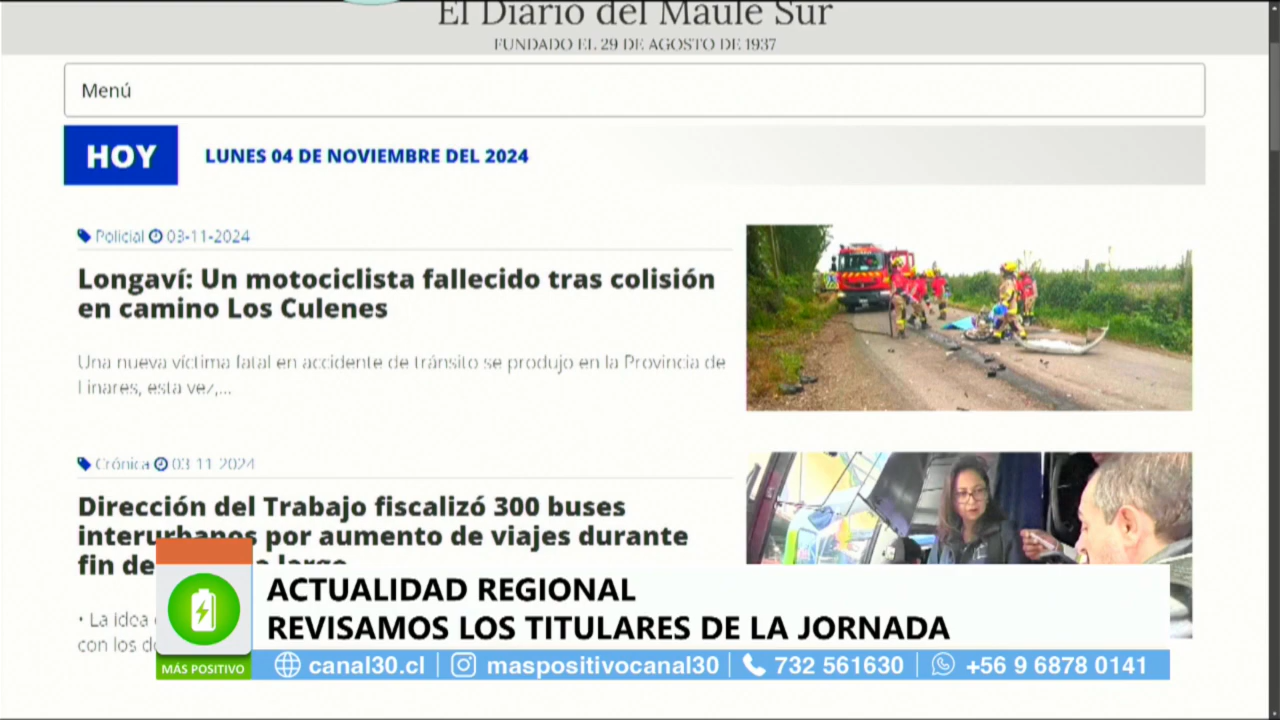 El Diario del Maule Sur
FUNDADO EL 29 DE AGOSTO DE 1937
Menú
HOY
LUNES 04 DE NOVIEMBRE DEL 2024
Policial 03-11-2024
Longaví: Un motociclista fallecido tras colisión
en camino Los Culenes
Una nueva víctima fatal en accidente de tránsito se produjo en la Provincia de
Linares, esta vez,...
Crónica 03-11-2024
Dirección del Trabajo fiscalizó 300 buses
interurbanos por aumento de viajes durante
fin de largo
• La idea
con los
ACTUALIDAD REGIONAL
REVISAMOS LOS TITULARES DE LA JORNADA
MÁS POSITIVO
canal30.cl | maspositivocanal30 | 732 561630 | +56 9 6878 0141